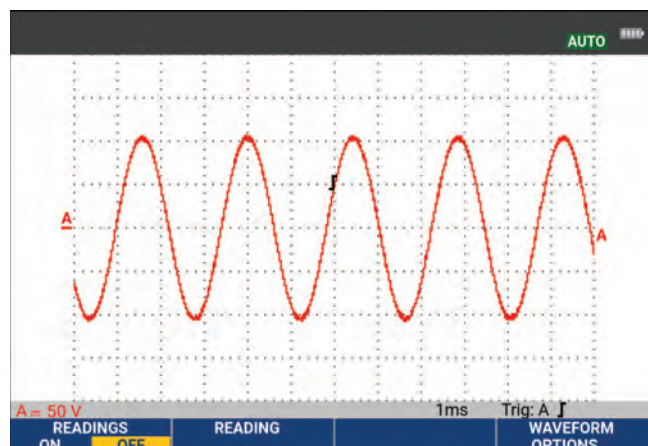 AUTO
A
A
A = 50 V
1ms
Trig: A
READINGS
ON OFF
READING
WAVEFORM
OPTIONS